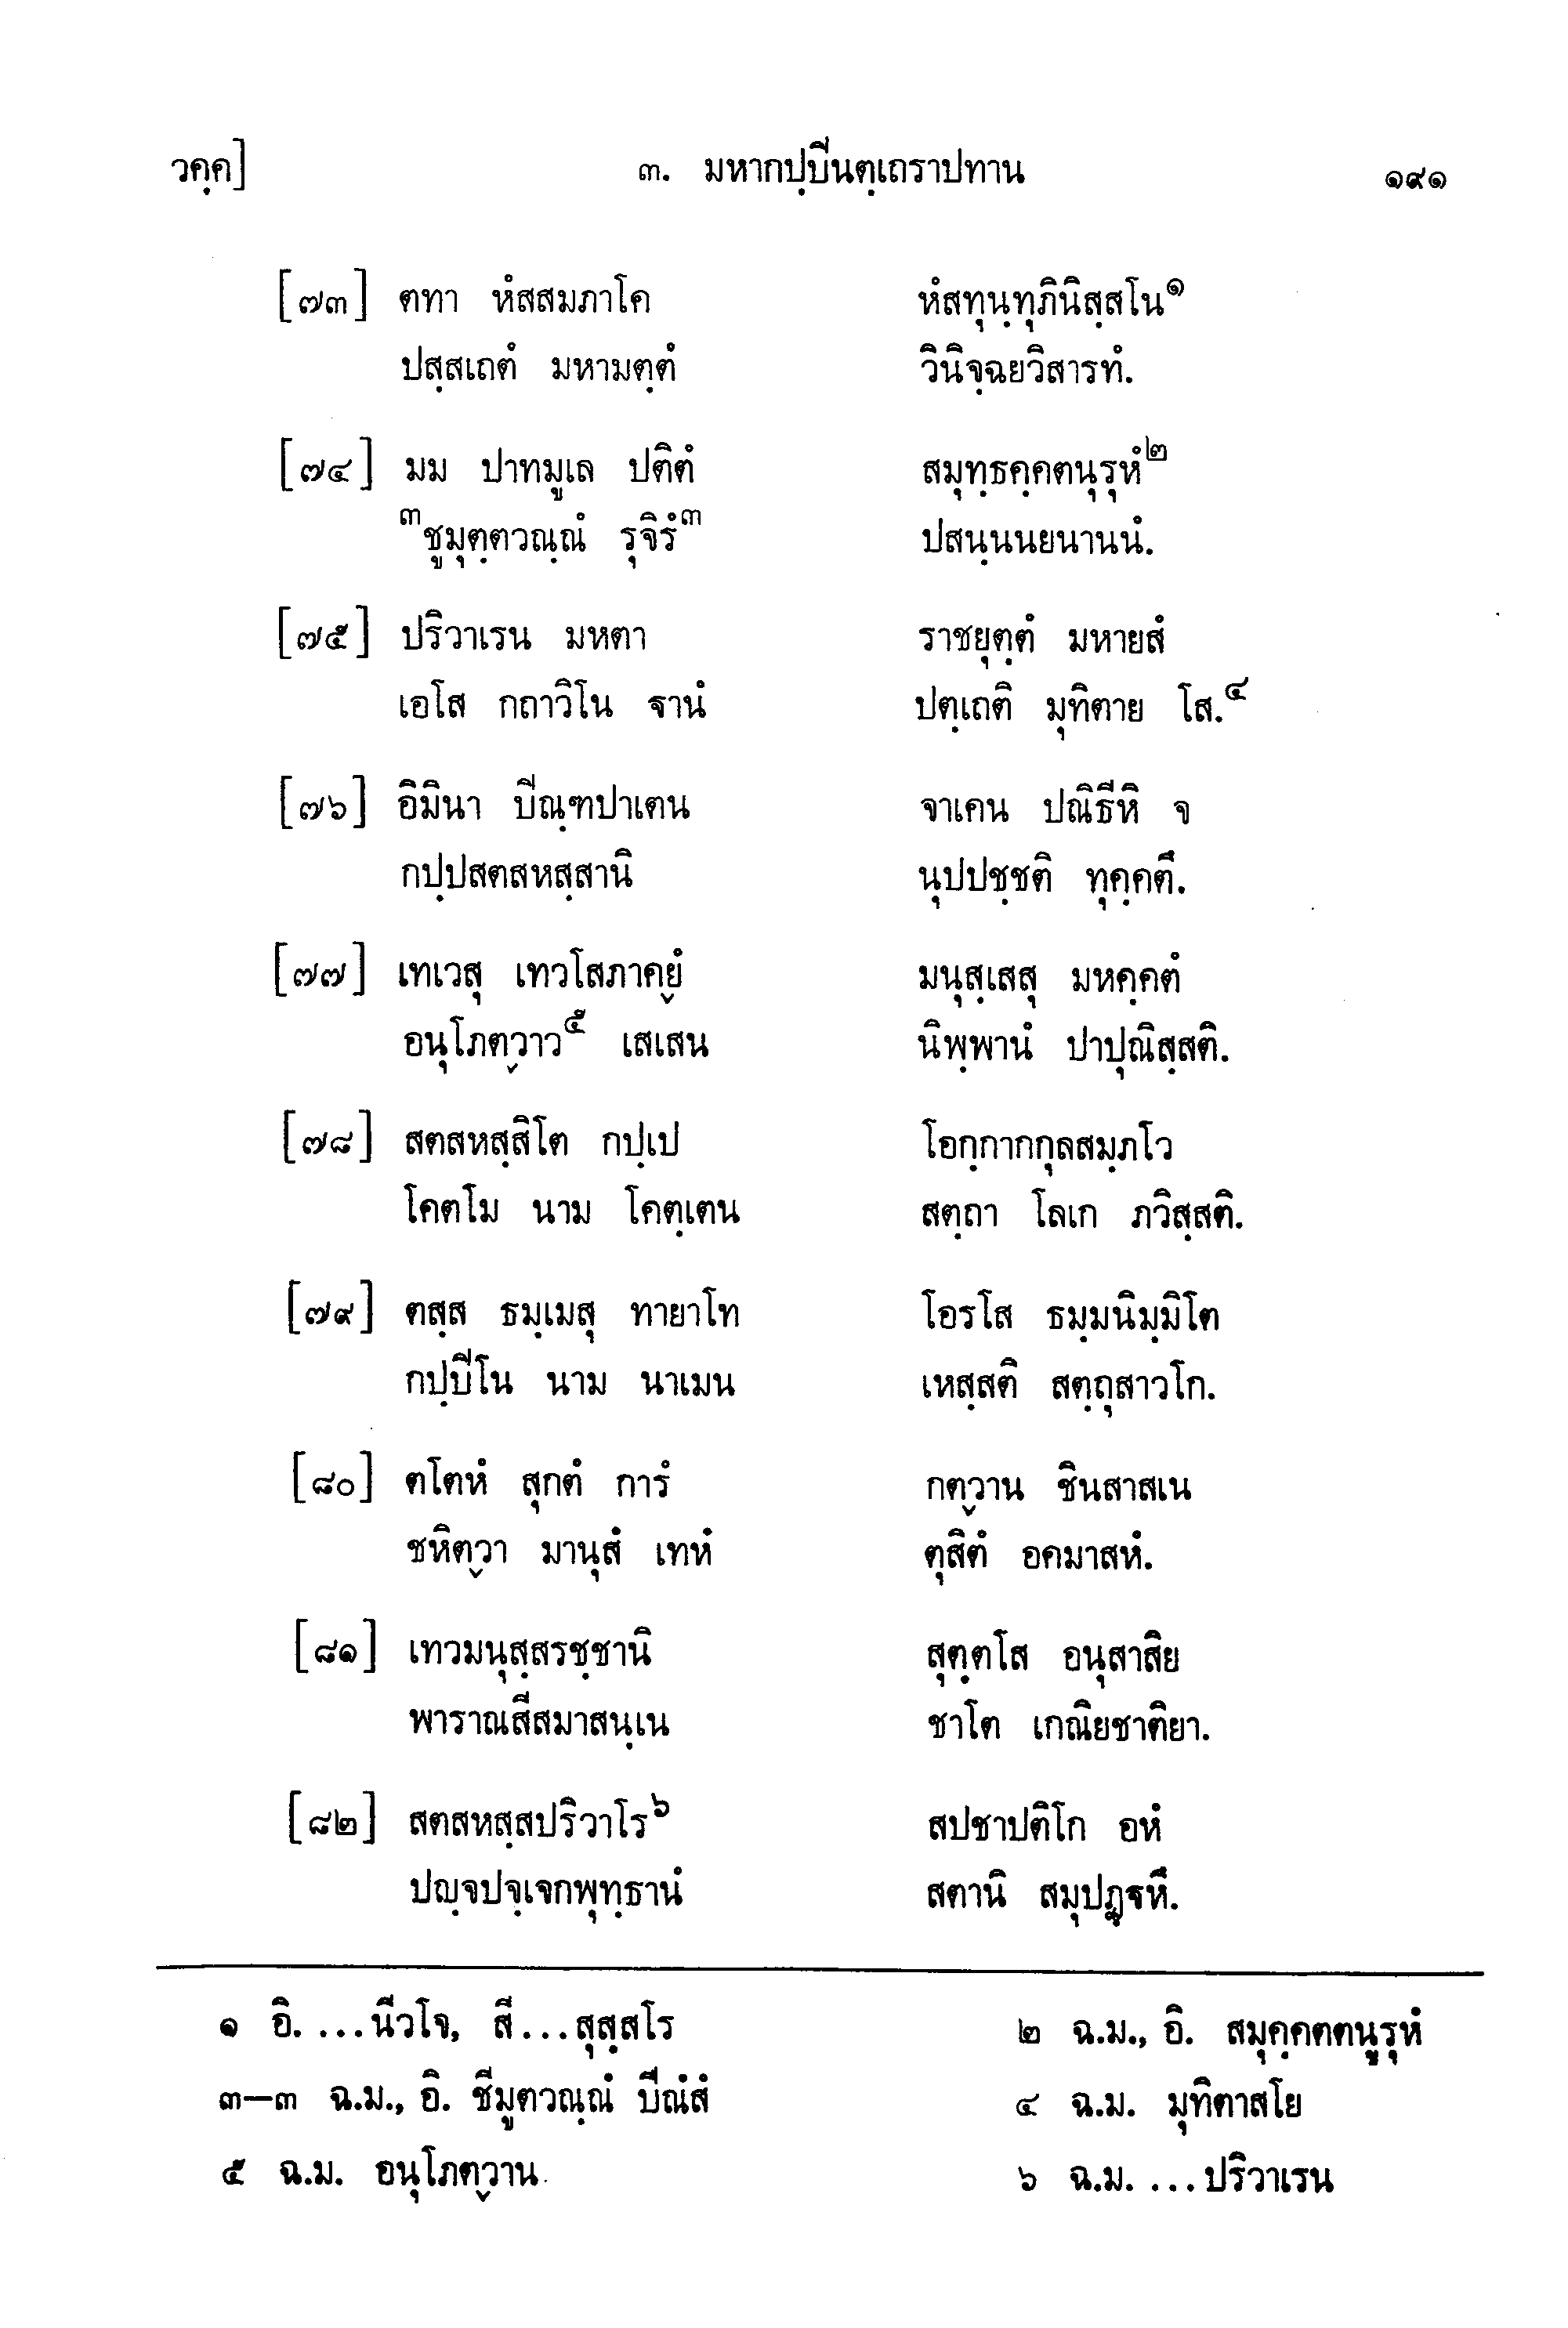 วคฺค] ๓. มหากปฺปินตฺเถราปทาน ๑๙๑
[๗๓] ตทา หํสสมภาโค หํสทุนฺทุภินิสฺสโน๑
ปสฺสเถตํ มหามตฺตํ วินิจฺฉยวิสารทํ.
[๗๔] มม ปาทมูเล ปติตํ สมุทฺธคฺคตนุรุหํ๒
๓ชูมุตฺตวณฺณํ รุจิรํ๓ ปสนฺนนยนานนํ.
[๗๕] ปริวาเรน มหตา ราชยุตฺตํ มหายสํ
เอโส กถาวิโน ฐานํ ปตฺเถติ มุทิตาย โส.๔
[๗๖] อิมินา ปิณฺฑปาเตน จาเคน ปณิธีหิ จ
กปฺปสตสหสฺสานิ นุปปชฺชติ ทุคฺคตึ.
[๗๗] เทเวสุ เทวโสภาคฺยํ มนุสฺเสสุ มหคฺคตํ
อนุโภตฺวาว๕ เสเสน นิพฺพานํ ปาปุณิสฺสติ.
[๗๘] สตสหสฺสิโต กปฺเป โอกฺกากกุลสมฺภโว
โคตโม นาม โคตฺเตน สตฺถา โลเก ภวิสฺสติ.
[๗๙] ตสฺส ธมฺเมสุ ทายาโท โอรโส ธมฺมนิมฺมิโต
กปฺปิโน นาม นาเมน เหสฺสติ สตฺถุสาวโก.
[๘๐] ตโตหํ สุกตํ การํ กตฺวาน ชินสาสเน
ชหิตฺวา มานุสํ เทหํ ตุสิตํ อคมาสหํ.
[๘๑] เทวมนุสฺสรชฺชานิ สุตฺตโส อนุสาสิย
พาราณสีสมาสนฺเน ชาโต เกณิยชาติยา.
[๘๒] สตสหสฺสปริวาโร๖ สปชาปติโก อหํ
ปญฺจปจฺเจกพุทฺธานํ สตานิ สมุปฏฺฐหึ.
๑ อิ. ...นีวโจ, สี...สุสฺสโร ๒ ฉ.ม., อิ. สมุคฺคตตนูรุหํ
๓–๓ ฉ.ม., อิ. ชีมูตวณฺณํ ปีณํสํ ๔ ฉ.ม. มุทิตาสโย
๕ ฉ.ม. อนุโภตฺวาน ๖ ฉ.ม. ...ปริวาเรน